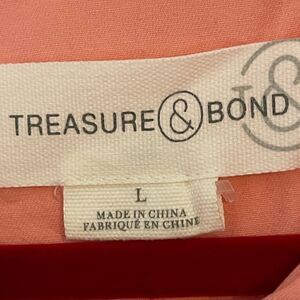 TREASURE & BOND
L
MADE IN CHINA
FABRIQUÉ EN CHINE